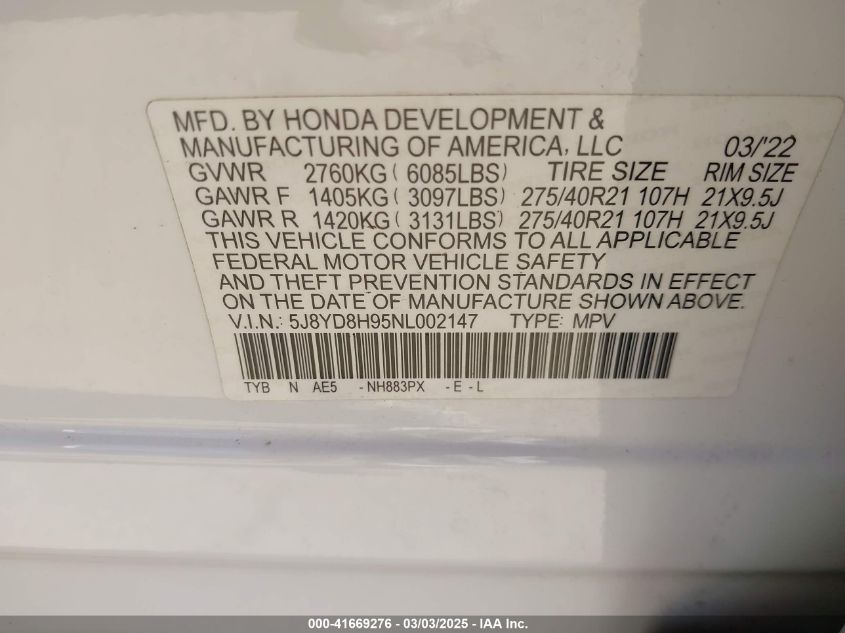 MFD. BY HONDA DEVELOPMENT &
MANUFACTURING OF AMERICA, LLC 03/'22
GVWR 2760KG ( 6085LBS) TIRE SIZE RIM SIZE
GAWR F 1405KG ( 3097LBS) 275/40R21 107H 21X9.5J
GAWR R 1420KG ( 3131LBS) 275/40R21 107H 21X9.5J
THIS VEHICLE CONFORMS TO ALL APPLICABLE
FEDERAL MOTOR VEHICLE SAFETY
AND THEFT PREVENTION STANDARDS IN EFFECT
ON THE DATE OF MANUFACTURE SHOWN ABOVE.
V.I.N.: 5J8YD8H95NL002147 TYPE: MPV
TYB N AE5 - NH883PX - E - L
000-41669276 - 03/03/2025 - IAA Inc.